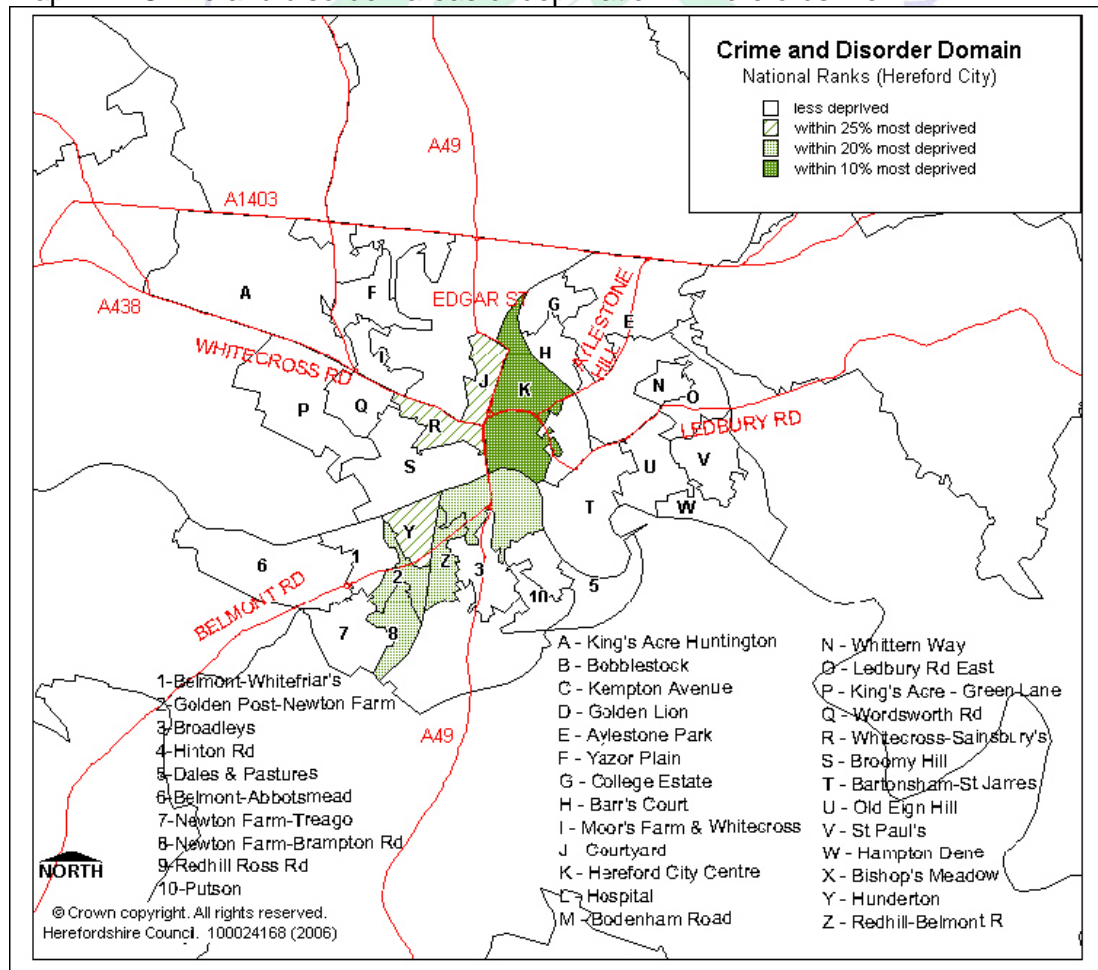 Crime and Disorder Domain
National Ranks (Hereford City)
less deprived
within 25% most deprived
within 20% most deprived
within 10% most deprived
A49
A1403
A438
EDGAR ST
AYLESTONE
HILL
WHITECROSS RD
LEDBURY RD
BELMONT RD
A49
A
F
G
E
H
I
J
K
N
O
P
Q
R
S
U
V
W
T
Y
Z
6
1
2
3
10
5
7
8
1-Belmont-Whitefriar's
2-Golden Post-Newton Farm
3-Broadleys
4-Hinton Rd
5-Dales & Pastures
6-Belmont-Abbotsmead
7-Newton Farm-Treago
8-Newton Farm-Brampton Rd
9-Redhill Ross Rd
10-Putson
A - King's Acre Huntington
B - Bobblestock
C - Kempton Avenue
D - Golden Lion
E - Aylestone Park
F - Yazor Plain
G - College Estate
H - Barr's Court
I - Moor's Farm & Whitecross
J - Courtyard
K - Hereford City Centre
L - Hospital
M - Bodenham Road
N - Whittern Way
O - Ledbury Rd East
P - King's Acre - Green Lane
Q - Wordsworth Rd
R - Whitecross-Sainsbury's
S - Broomy Hill
T - Bartonsham-St James
U - Old Eign Hill
V - St Paul's
W - Hampton Dene
X - Bishop's Meadow
Y - Hunderton
Z - Redhill-Belmont R
NORTH
© Crown copyright. All rights reserved.
Herefordshire Council. 100024168 (2006)